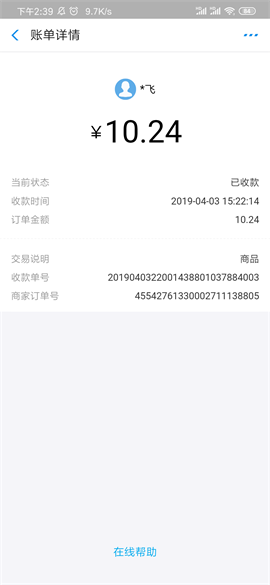 下午2:39 9.7K/s 94
账单详情
*飞
¥10.24
当前状态 已收款
收款时间 2019-04-03 15:22:14
订单金额 10.24
交易说明 商品
收款单号 2019040322001438801037884003
商家订单号 45542761330002711138805
在线帮助